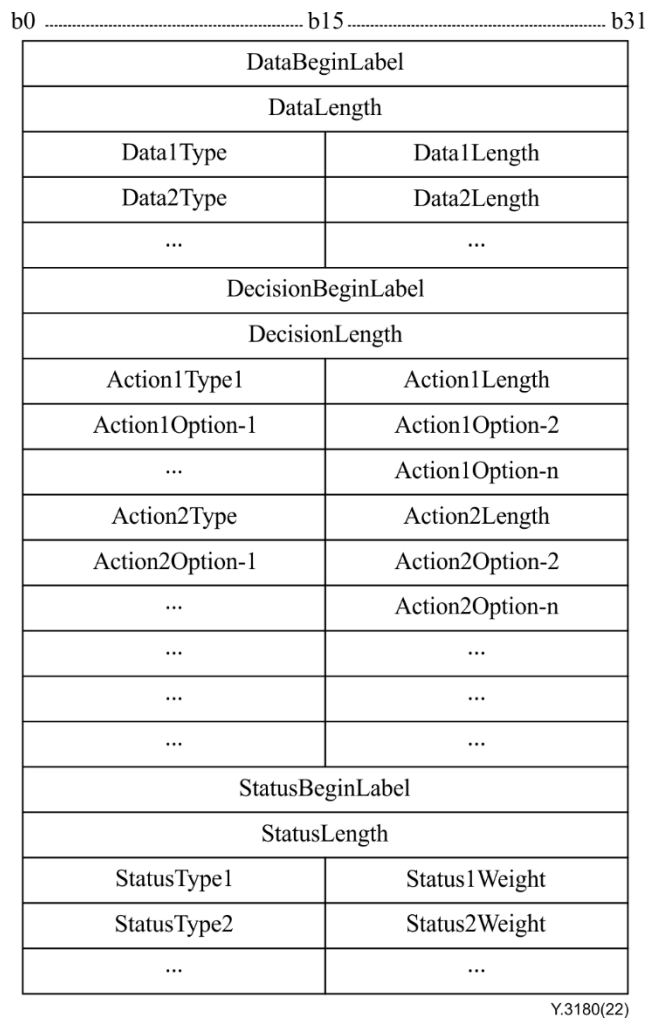 b0 b15 b31
DataBeginLabel
DataLength
Data1Type Data1Length
Data2Type Data2Length
... ...
DecisionBeginLabel
DecisionLength
Action1Type1 Action1Length
Action1Option-1 Action1Option-2
... Action1Option-n
Action2Type Action2Length
Action2Option-1 Action2Option-2
... Action2Option-n
... ...
... ...
... ...
StatusBeginLabel
StatusLength
StatusType1 Status1Weight
StatusType2 Status2Weight
... ...
Y.3180(22)